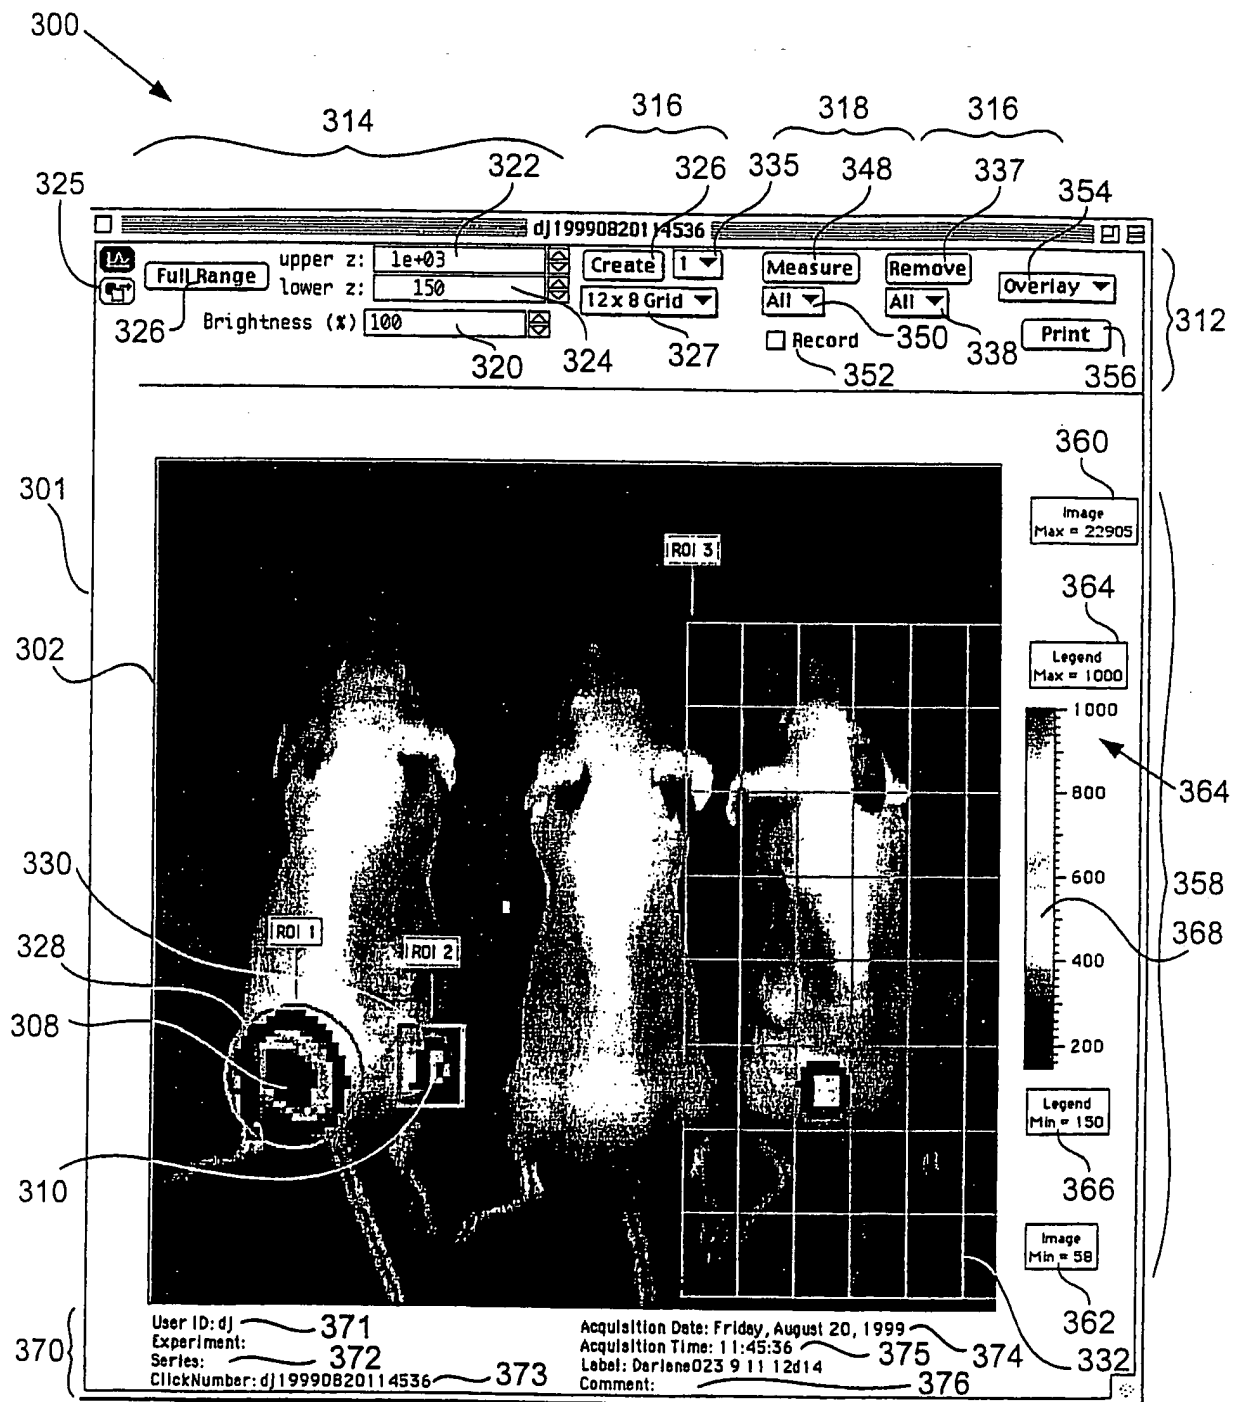 300
314
316
318
316
322
326
335
348
337
354
325
dj19990820114536
Full Range
upper z: 1e+03
lower z: 150
Brightness (%) 100
Create
1
12 x 8 Grid
Measure
All
Record
Remove
All
Overlay
Print
312
326
320
324
327
352
350
338
356
360
Image
Max = 22905
301
ROI 3
364
Legend
Max = 1000
302
1000
800
600
400
200
364
358
368
330
328
308
ROI 1
ROI 2
310
Legend
Min = 150
366
Image
Min = 58
362
370
User ID: dj
371
Experiment:
Series:
372
ClickNumber: dj19990820114536
373
Acquisition Date: Friday, August 20, 1999
374
Acquisition Time: 11:45:36
375
Label: Darlene023 9 11 12d14
Comment:
376
332